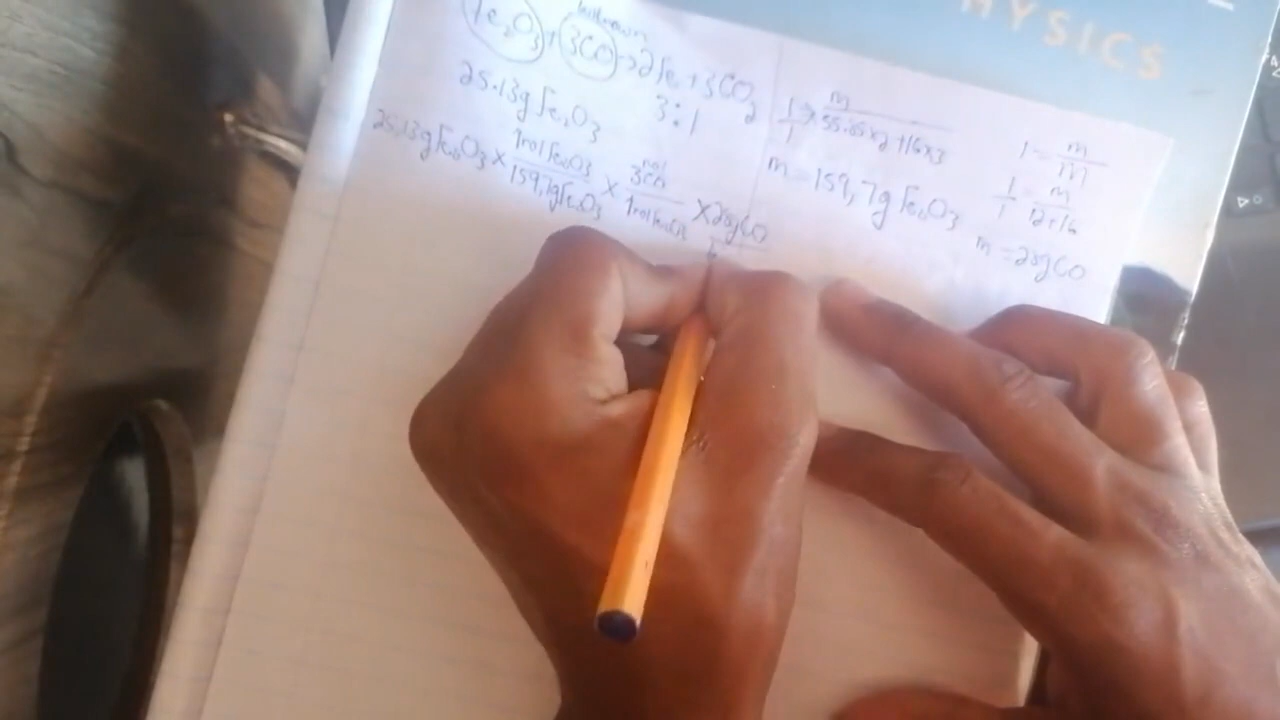 HYSICS
unknown
Fe₂O₃ + 3CO → 2Fe + 3CO₂
25.13g Fe₂O₃
3:1
25.13g Fe₂O₃ × 1mol Fe₂O₃ / 159,7g Fe₂O₃ × 3mol CO / 1mol Fe₂O₃ × 28g CO
1/1 = m / 55.85×2+16×3
m = 159,7g Fe₂O₃
1 = m / M
1/1 = m / 12+16
m = 28g CO